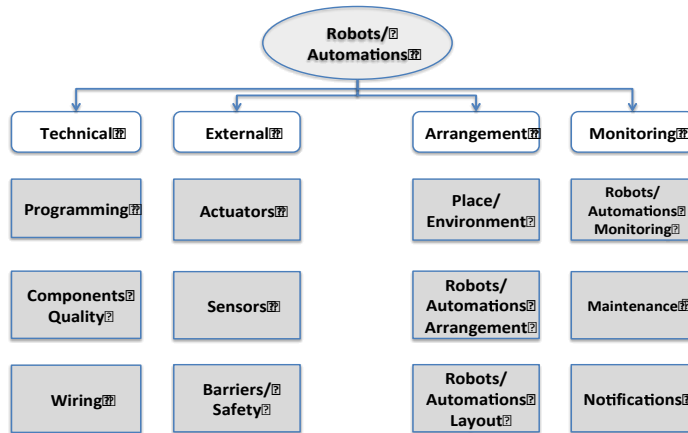 Robots/
Automations
Technical
External
Arrangement
Monitoring
Programming
Actuators
Place/
Environment
Robots/
Automations
Monitoring
Components
Quality
Sensors
Robots/
Automations
Arrangement
Maintenance
Wiring
Barriers/
Safety
Robots/
Automations
Layout
Notifications